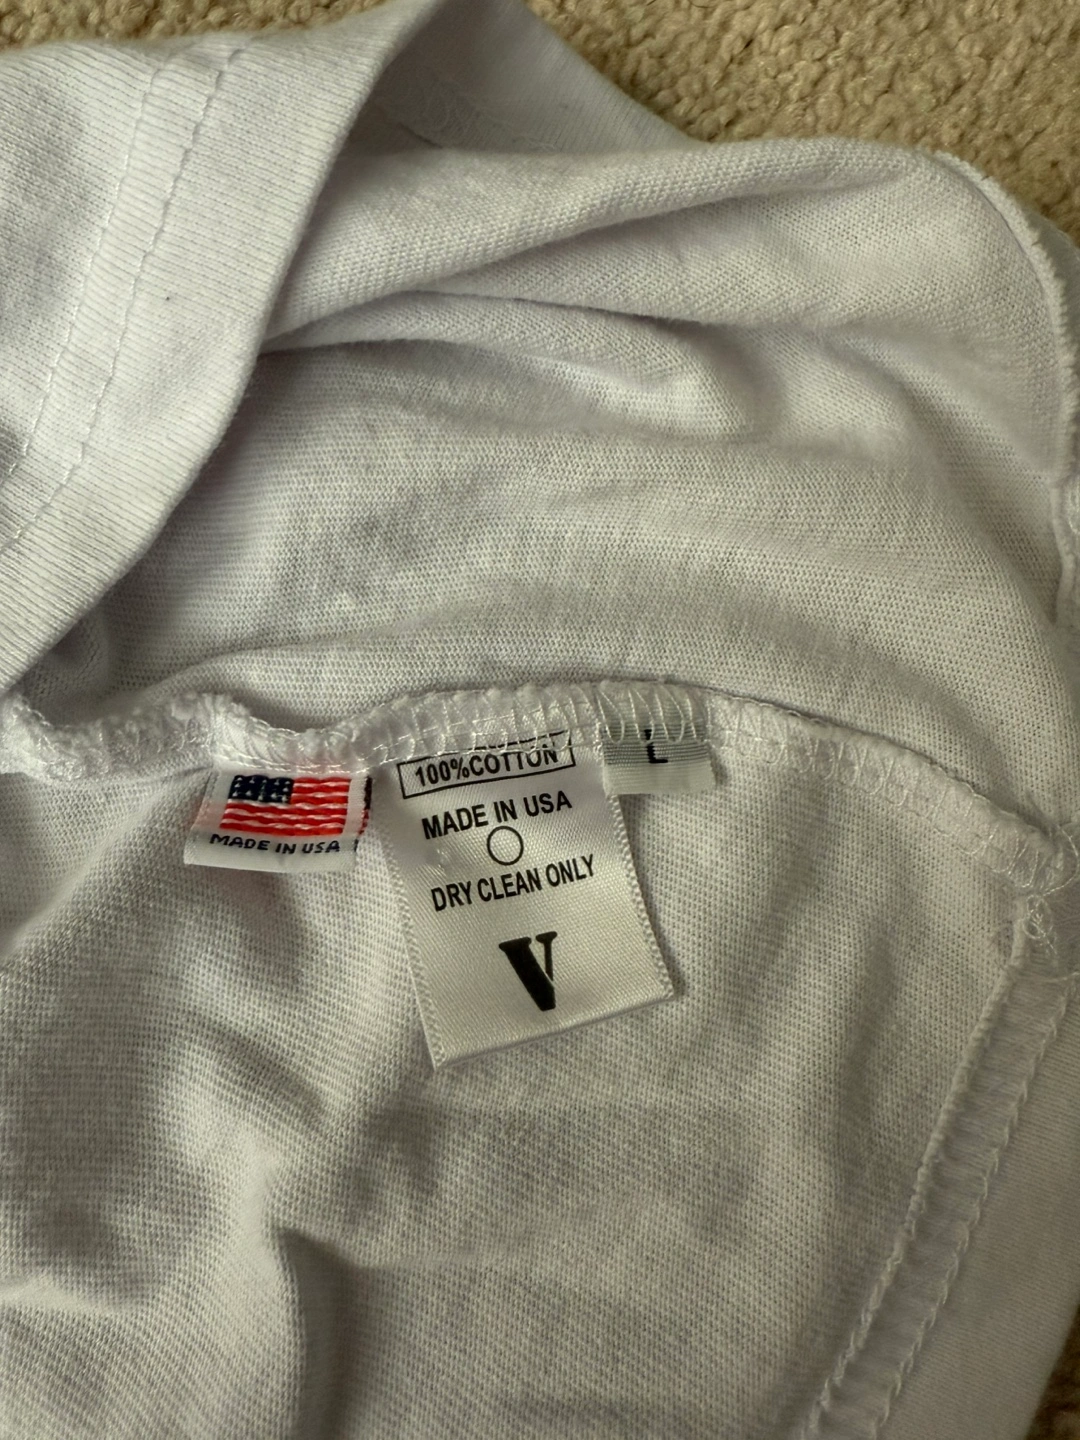 MADE IN USA
100%COTTON
MADE IN USA
DRY CLEAN ONLY
V
L